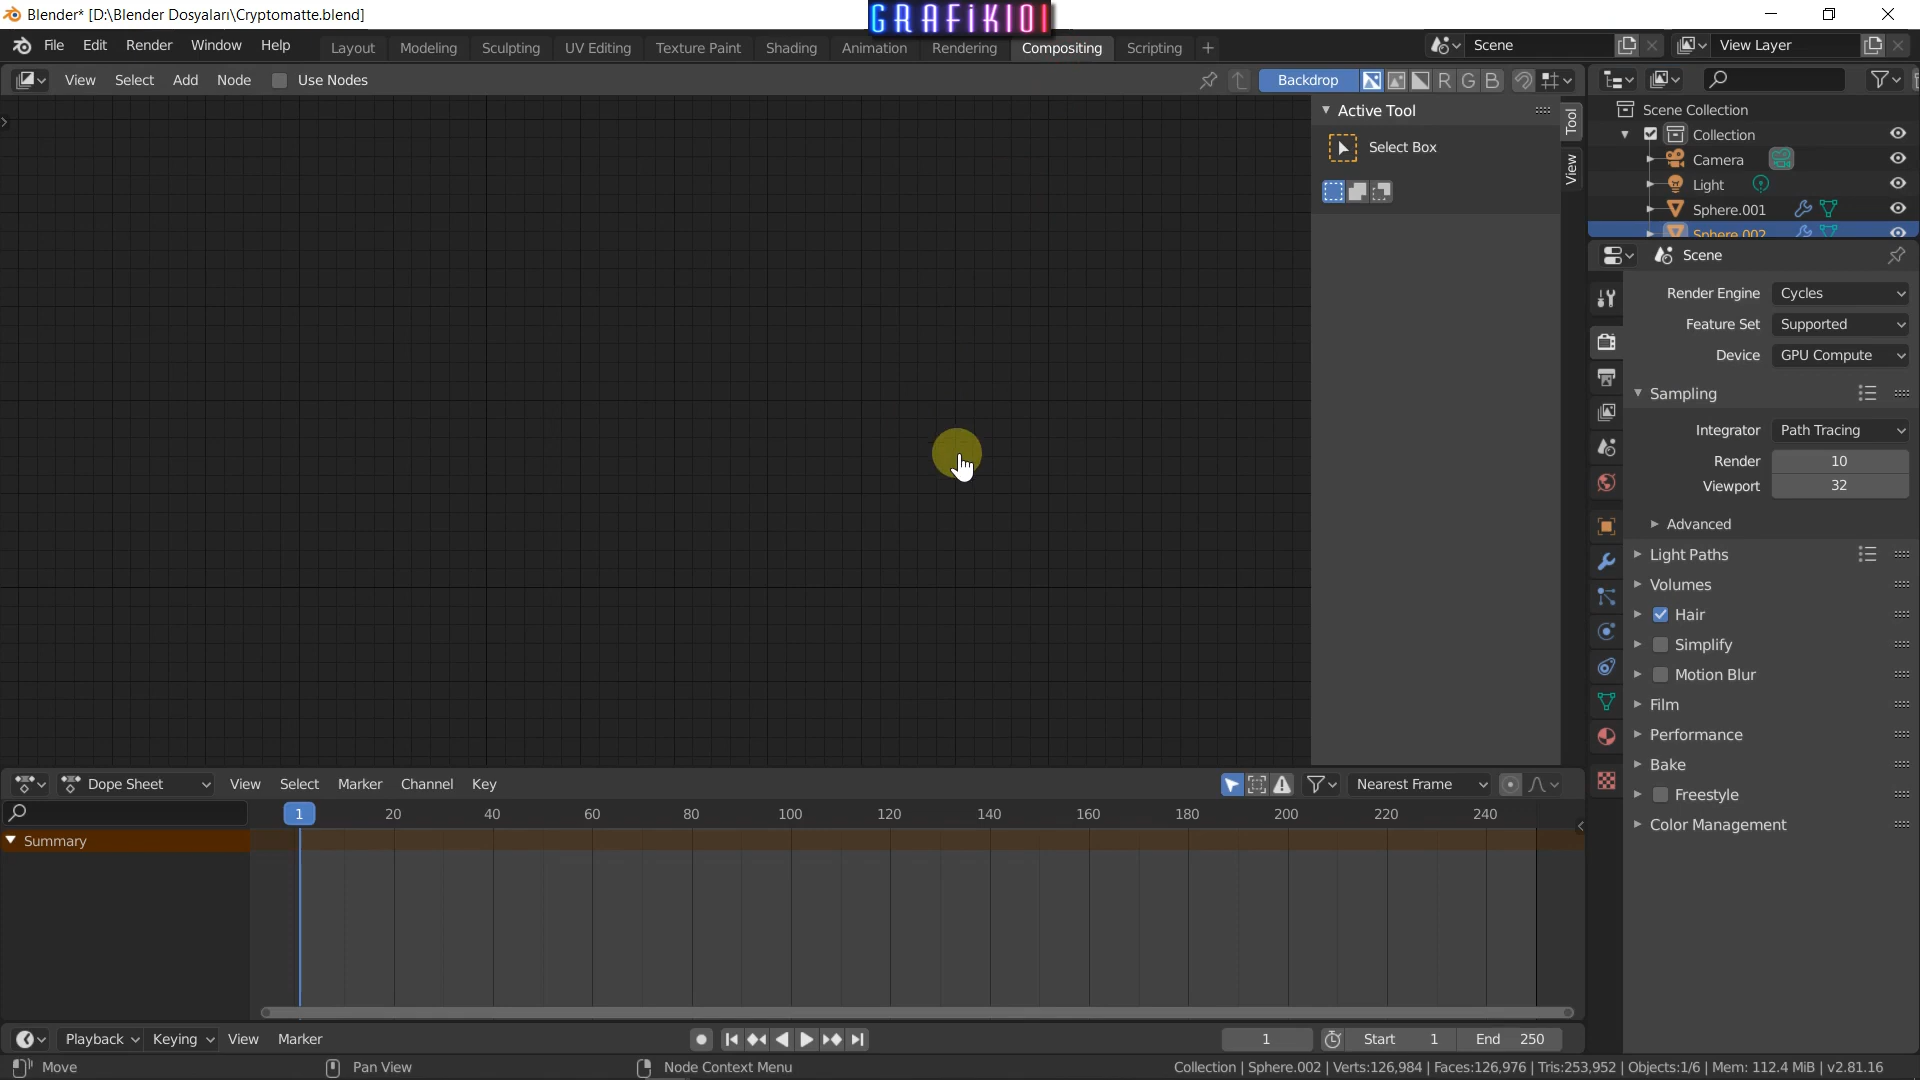 Blender* [D:\Blender Dosyaları\Cryptomatte.blend]
GRAFiK101
File Edit Render Window Help
Layout Modeling Sculpting UV Editing Texture Paint Shading Animation Rendering Compositing Scripting +
Scene
View Layer
View Select Add Node Use Nodes
Backdrop R G B
Active Tool
Select Box
Tool
View
Scene Collection
Collection
Camera
Light
Sphere.001
Sphere.002
Scene
Render Engine Cycles
Feature Set Supported
Device GPU Compute
Sampling
Integrator Path Tracing
Render 10
Viewport 32
Advanced
Light Paths
Volumes
Hair
Simplify
Motion Blur
Film
Performance
Bake
Freestyle
Color Management
Dope Sheet View Select Marker Channel Key
Nearest Frame
1 20 40 60 80 100 120 140 160 180 200 220 240
Summary
Playback Keying View Marker
1 Start 1 End 250
Move Pan View Node Context Menu
Collection | Sphere.002 | Verts:126,984 | Faces:126,976 | Tris:253,952 | Objects:1/6 | Mem: 112.4 MiB | v2.81.16